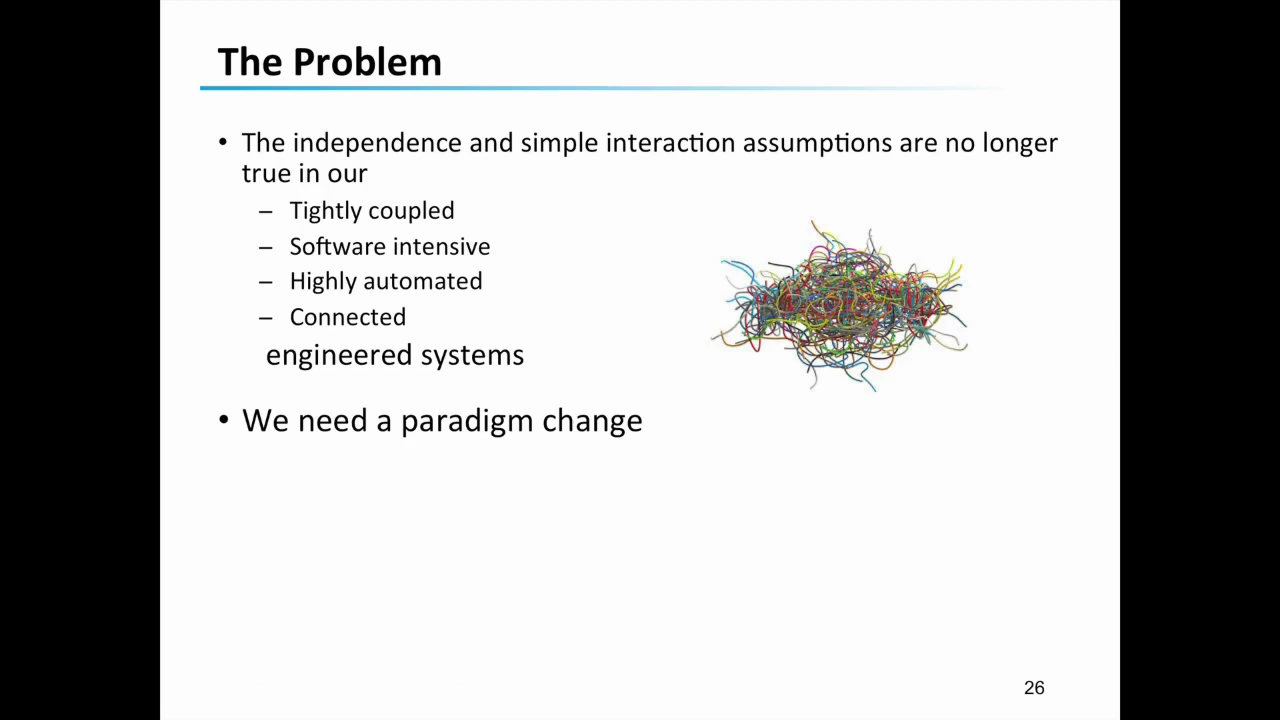 The Problem
• The independence and simple interaction assumptions are no longer
true in our
– Tightly coupled
– Software intensive
– Highly automated
– Connected
engineered systems
• We need a paradigm change
26